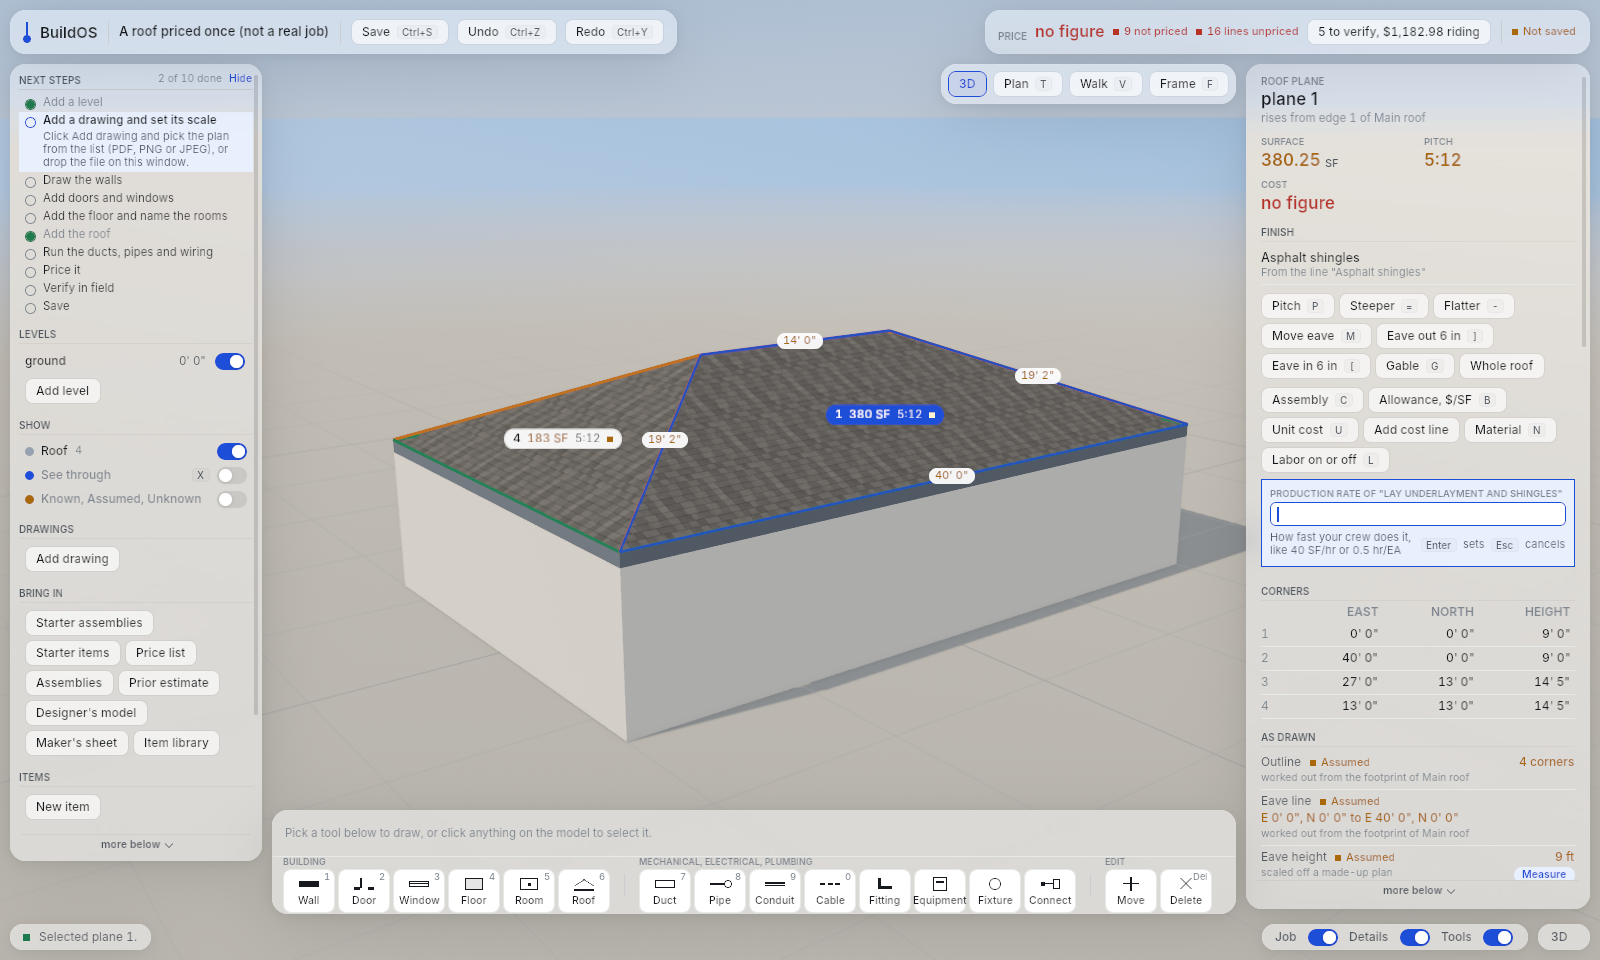 BuildOS
A roof priced once (not a real job)
Save Ctrl+S
Undo Ctrl+Z
Redo Ctrl+Y
PRICE no figure
9 not priced
16 lines unpriced
5 to verify, $1,182.98 riding
Not saved
NEXT STEPS
2 of 10 done Hide
Add a level
Add a drawing and set its scale
Click Add drawing and pick the plan
from the list (PDF, PNG or JPEG), or
drop the file on this window.
Draw the walls
Add doors and windows
Add the floor and name the rooms
Add the roof
Run the ducts, pipes and wiring
Price it
Verify in field
Save
LEVELS
ground 0' 0"
Add level
SHOW
Roof 4
See through X
Known, Assumed, Unknown
DRAWINGS
Add drawing
BRING IN
Starter assemblies
Starter items Price list
Assemblies Prior estimate
Designer's model
Maker's sheet Item library
ITEMS
New item
more below
Selected plane 1.
3D Plan T Walk V Frame F
14' 0"
19' 2"
1 380 SF 5:12
4 183 SF 5:12
19' 2"
40' 0"
Pick a tool below to draw, or click anything on the model to select it.
BUILDING
1 Wall
2 Door
3 Window
4 Floor
5 Room
6 Roof
MECHANICAL, ELECTRICAL, PLUMBING
7 Duct
8 Pipe
9 Conduit
0 Cable
Fitting
Equipment
Fixture
Connect
EDIT
Move
Del Delete
ROOF PLANE
plane 1
rises from edge 1 of Main roof
SURFACE PITCH
380.25 SF 5:12
COST
no figure
FINISH
Asphalt shingles
From the line "Asphalt shingles"
Pitch P Steeper = Flatter -
Move eave M Eave out 6 in ]
Eave in 6 in [ Gable G Whole roof
Assembly C Allowance, $/SF B
Unit cost U Add cost line Material N
Labor on or off L
PRODUCTION RATE OF "LAY UNDERLAYMENT AND SHINGLES"
How fast your crew does it,
like 40 SF/hr or 0.5 hr/EA
Enter sets Esc cancels
CORNERS
EAST NORTH HEIGHT
1 0' 0" 0' 0" 9' 0"
2 40' 0" 0' 0" 9' 0"
3 27' 0" 13' 0" 14' 5"
4 13' 0" 13' 0" 14' 5"
AS DRAWN
Outline Assumed 4 corners
worked out from the footprint of Main roof
Eave line Assumed
E 0' 0", N 0' 0" to E 40' 0", N 0' 0"
worked out from the footprint of Main roof
Eave height Assumed 9 ft
scaled off a made-up plan
Measure
more below
Job Details Tools 3D